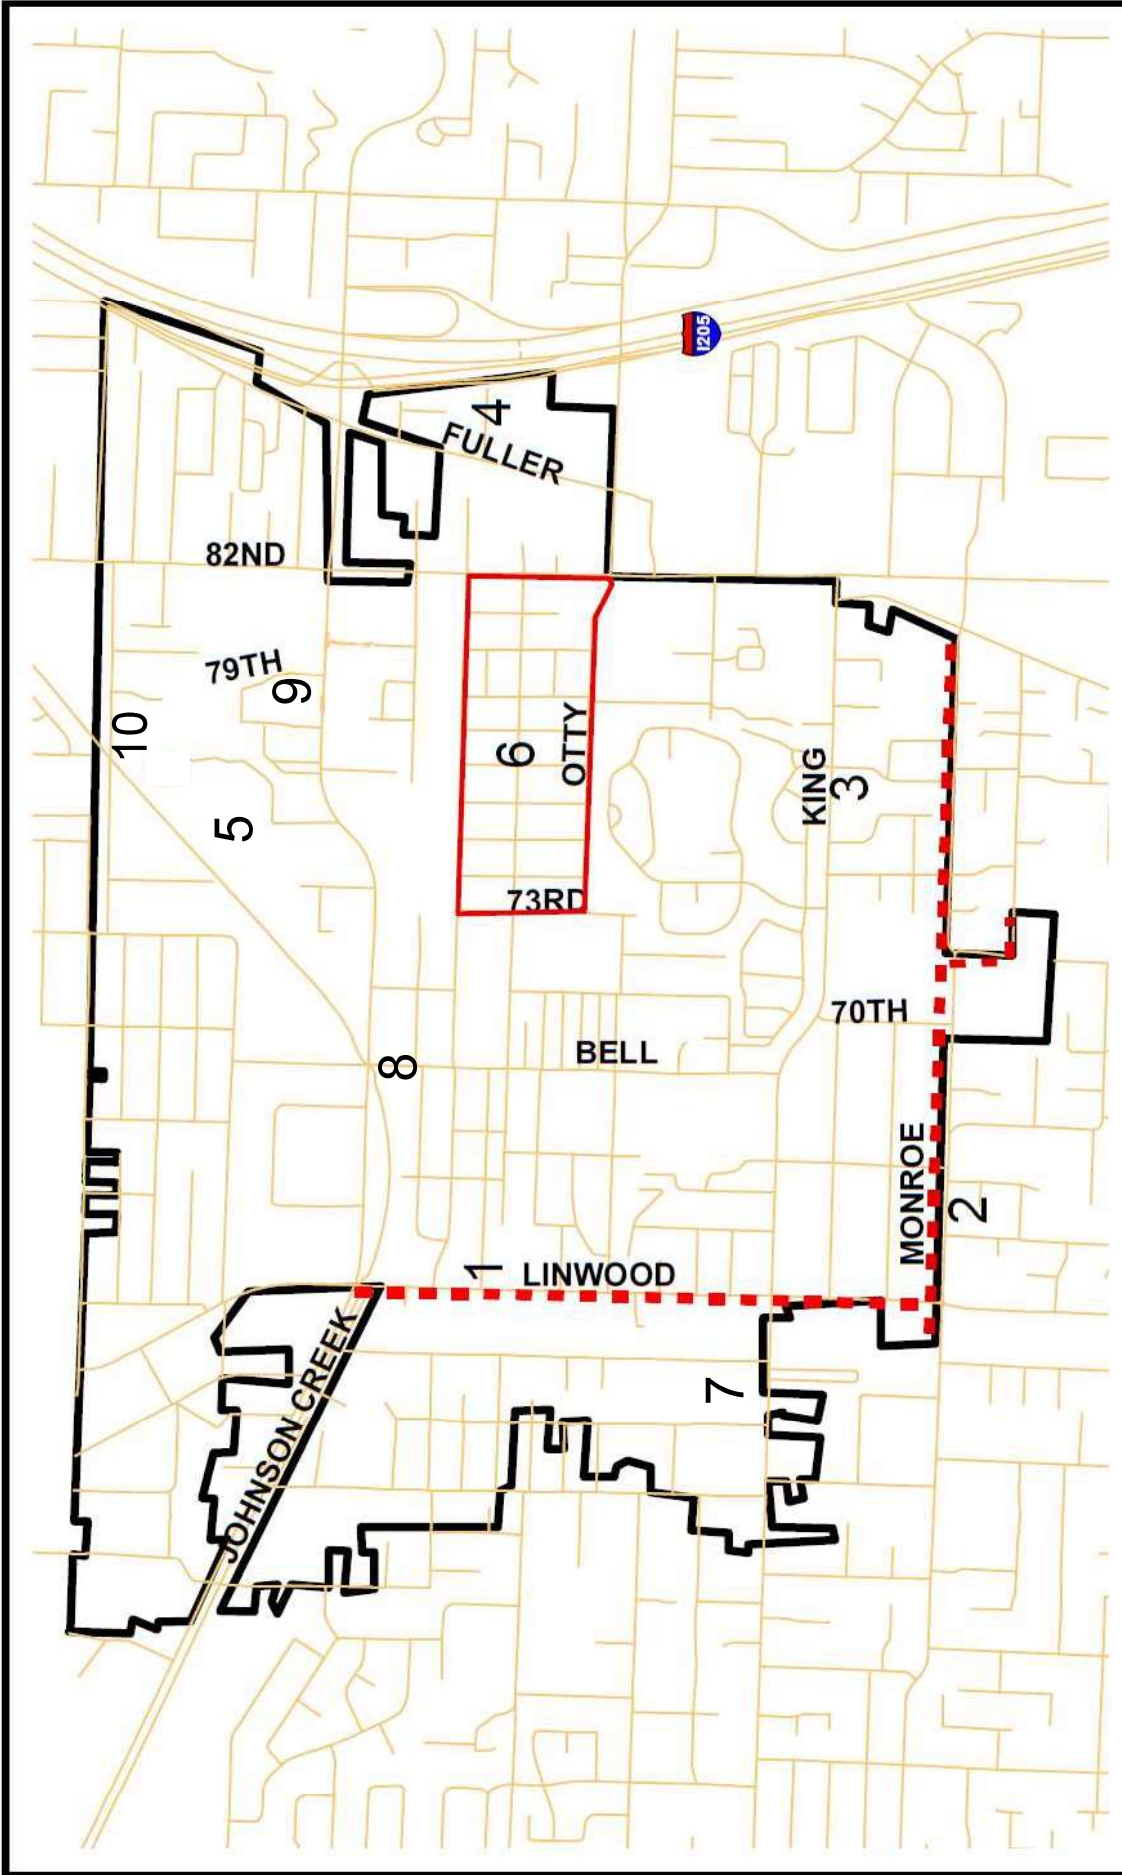 4
FULLER
I205
82ND
79TH
9
10
5
6
OTTY
73RD
KING
3
70TH
BELL
8
MONROE
2
1
LINWOOD
JOHNSON CREEK
7